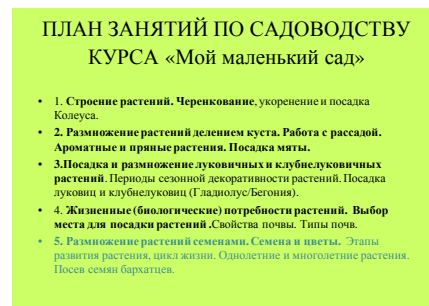 ПЛАН ЗАНЯТИЙ ПО САДОВОДСТВУ
КУРСА «Мой маленький сад»
• 1. Строение растений. Черенкование, укоренение и посадка
Колеуса.
• 2. Размножение растений делением куста. Работа с рассадой.
Ароматные и пряные растения. Посадка мяты.
• 3.Посадка и размножение луковичных и клубнелуковичных
растений. Периоды сезонной декоративности растений. Посадка
луковиц и клубнелуковиц (Гладиолус/Бегония).
• 4. Жизненные (биологические) потребности растений. Выбор
места для посадки растений .Свойства почвы. Типы почв.
• 5. Размножение растений семенами. Семена и цветы. Этапы
развития растения, цикл жизни. Однолетние и многолетние растения.
Посев семян бархатцев.